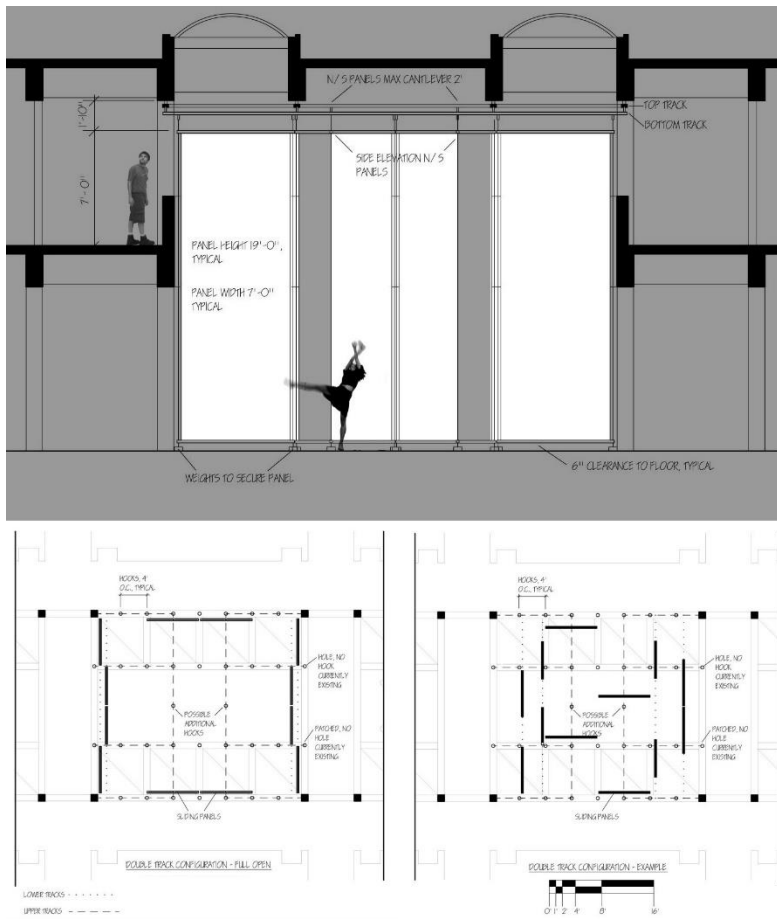 N/S PANELS MAX CANTILEVER 2'
TOP TRACK
BOTTOM TRACK
1'-10"
SIDE ELEVATION N/S
PANELS
7'-0"
PANEL HEIGHT 19'-0",
TYPICAL
PANEL WIDTH 7'-0"
TYPICAL
WEIGHTS TO SECURE PANEL
6" CLEARANCE TO FLOOR, TYPICAL
HOOKS, 4'
O.C., TYPICAL
HOLE, NO
HOOK
CURRENTLY
EXISTING
POSSIBLE
ADDITIONAL
HOOKS
PATCHED, NO
HOLE
CURRENTLY
EXISTING
SLIDING PANELS
DOUBLE TRACK CONFIGURATION - FULL OPEN
LOWER TRACKS
UPPER TRACKS
HOOKS, 4'
O.C., TYPICAL
HOLE, NO
HOOK
CURRENTLY
EXISTING
POSSIBLE
ADDITIONAL
HOOKS
PATCHED, NO
HOLE
CURRENTLY
EXISTING
SLIDING PANELS
DOUBLE TRACK CONFIGURATION - EXAMPLE
0' 1' 2' 4' 8' 16'